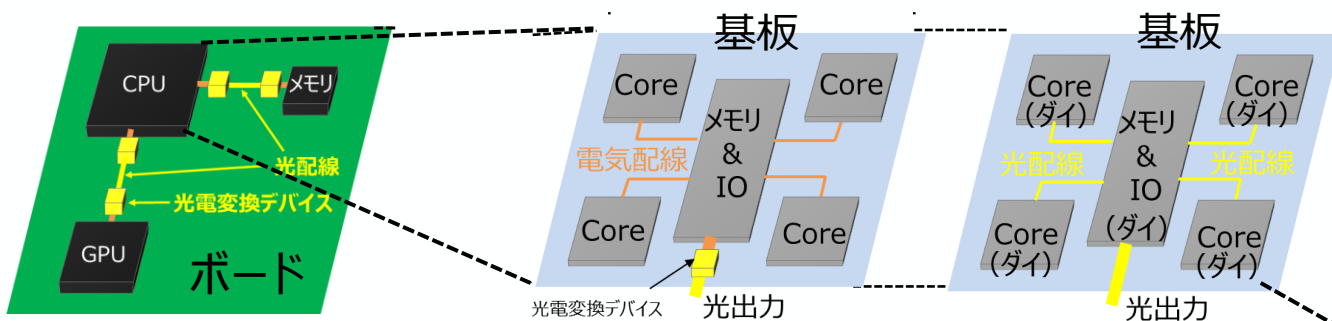 CPU
メモリ
光配線
光電変換デバイス
GPU
ボード
基板
Core
Core
メモリ
&
IO
電気配線
Core
Core
光電変換デバイス
光出力
基板
Core
(ダイ)
Core
(ダイ)
メモリ
&
IO
(ダイ)
光配線
光配線
Core
(ダイ)
Core
(ダイ)
光出力